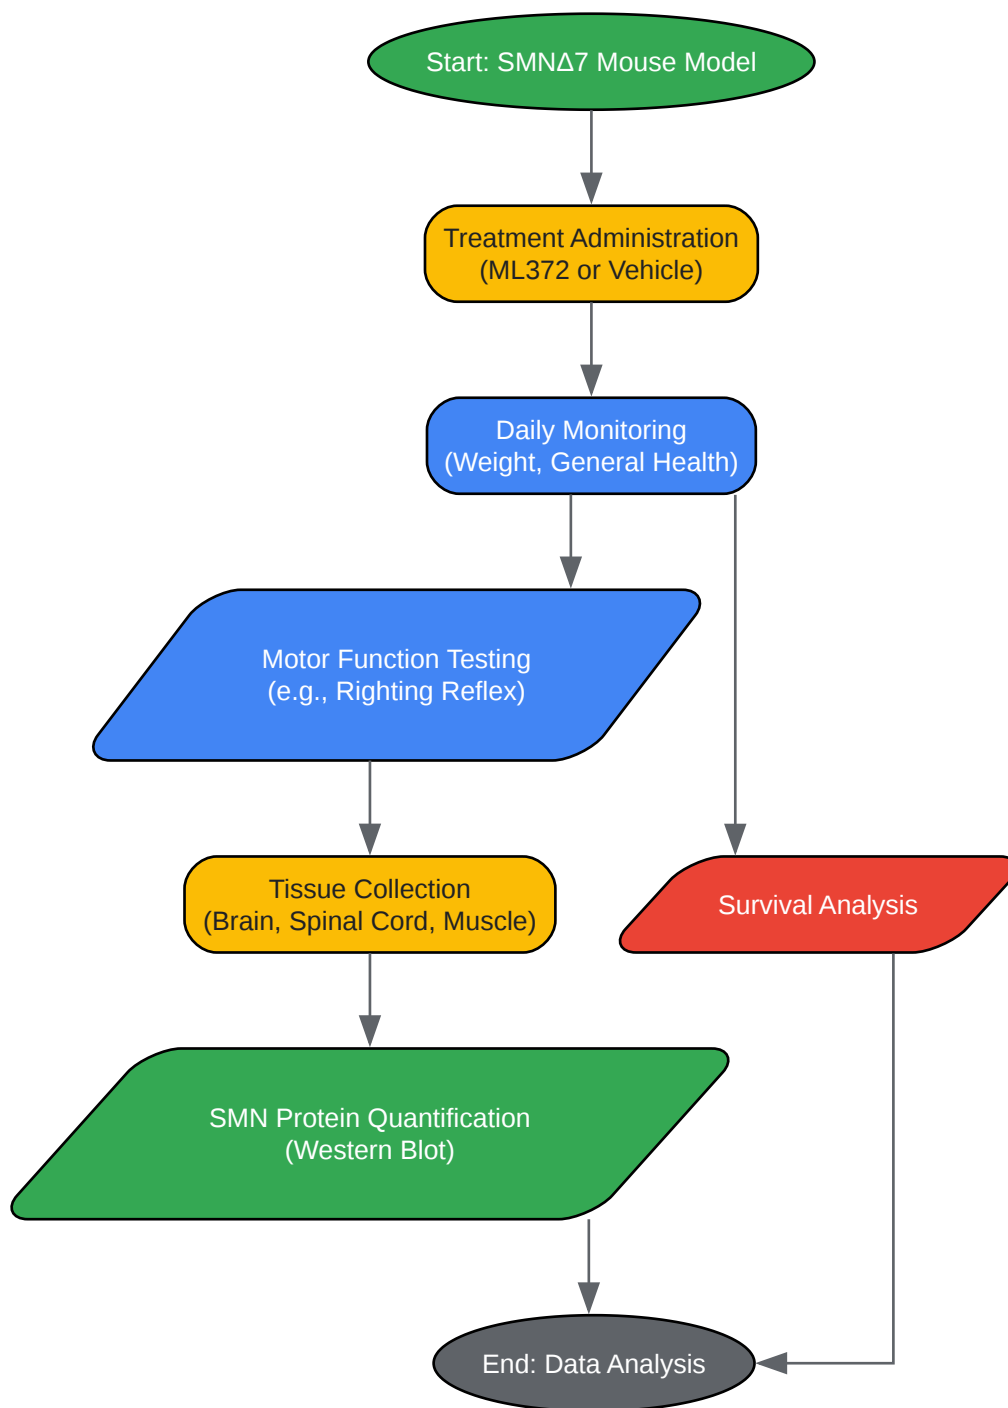 Start: SMNΔ7 Mouse Model
Treatment Administration
(ML372 or Vehicle)
Daily Monitoring
(Weight, General Health)
Motor Function Testing
(e.g., Righting Reflex)
Tissue Collection
(Brain, Spinal Cord, Muscle)
Survival Analysis
SMN Protein Quantification
(Western Blot)
End: Data Analysis